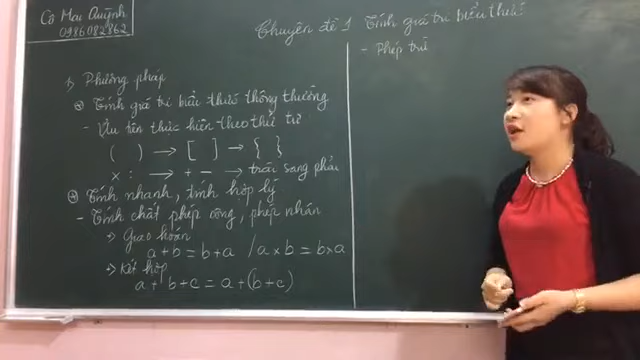 Cô Mai Quỳnh
0986082862
Chuyên đề 1 Tính giá trị biểu thức
- Phép trừ
1) Phương pháp
* Tính giá trị biểu thức thông thường
- Ưu tiên thực hiện theo thứ tự
( ) → [ ] → { }
x : → + - → trái sang phải
* Tính nhanh, tính hợp lý
- Tính chất phép cộng, phép nhân
+) Giao hoán
a + b = b + a / a x b = b x a
+) Kết hợp
a + b + c = a + (b + c)